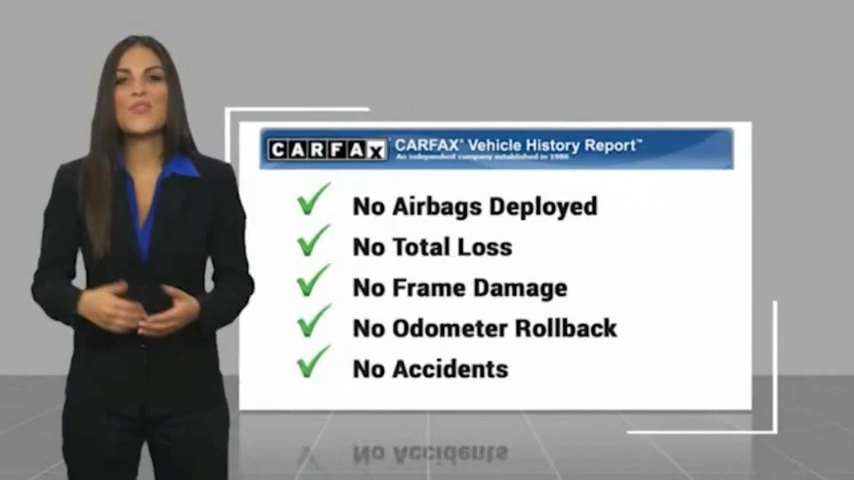 CARFAX CARFAX® Vehicle History Report™
An independent company established in 1986
No Airbags Deployed
No Total Loss
No Frame Damage
No Odometer Rollback
No Accidents
No Accidents